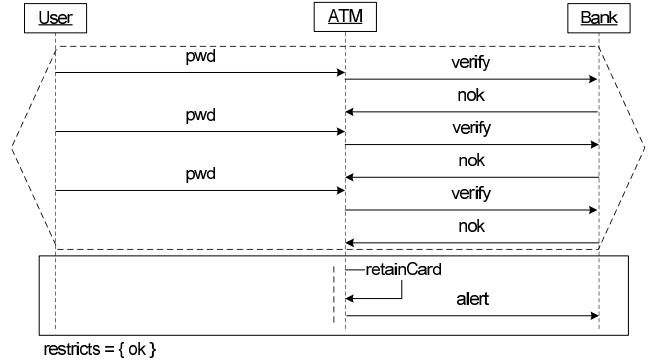 User ATM Bank
pwd
verify
nok
pwd
verify
nok
pwd
verify
nok
retainCard
alert
restricts = { ok }